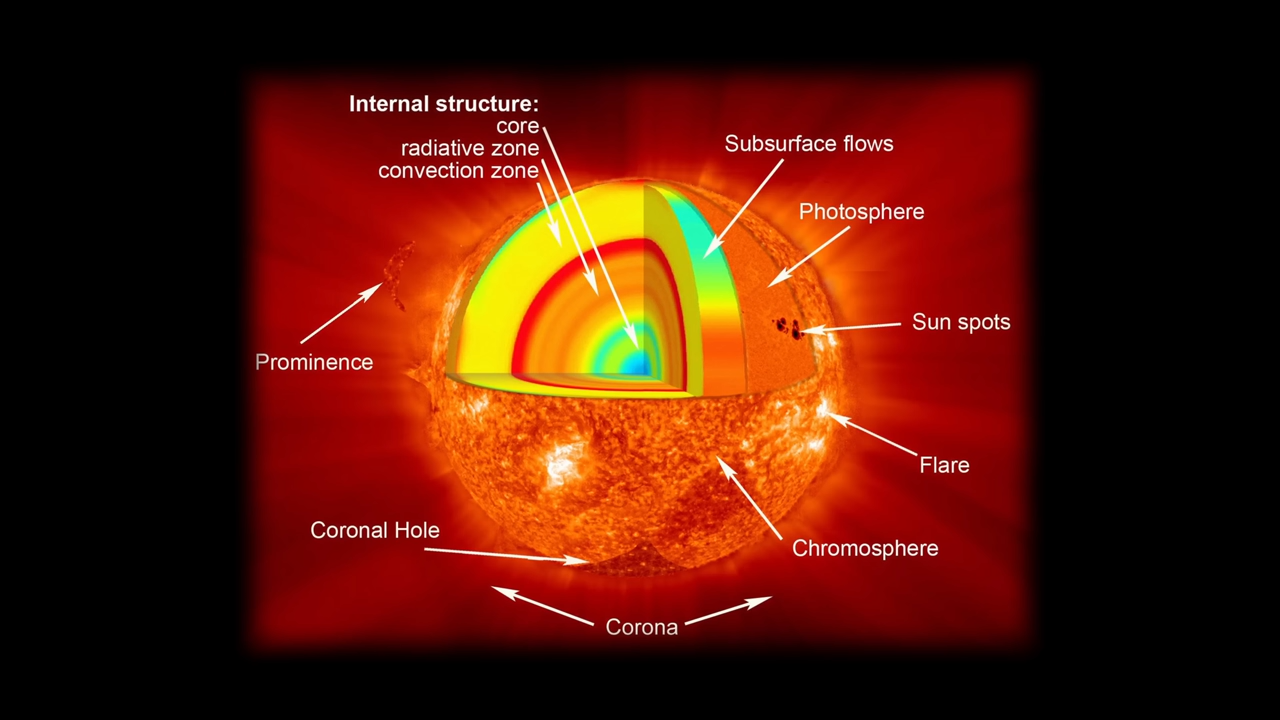 Internal structure:
core
radiative zone
convection zone
Subsurface flows
Photosphere
Sun spots
Prominence
Flare
Coronal Hole
Chromosphere
Corona